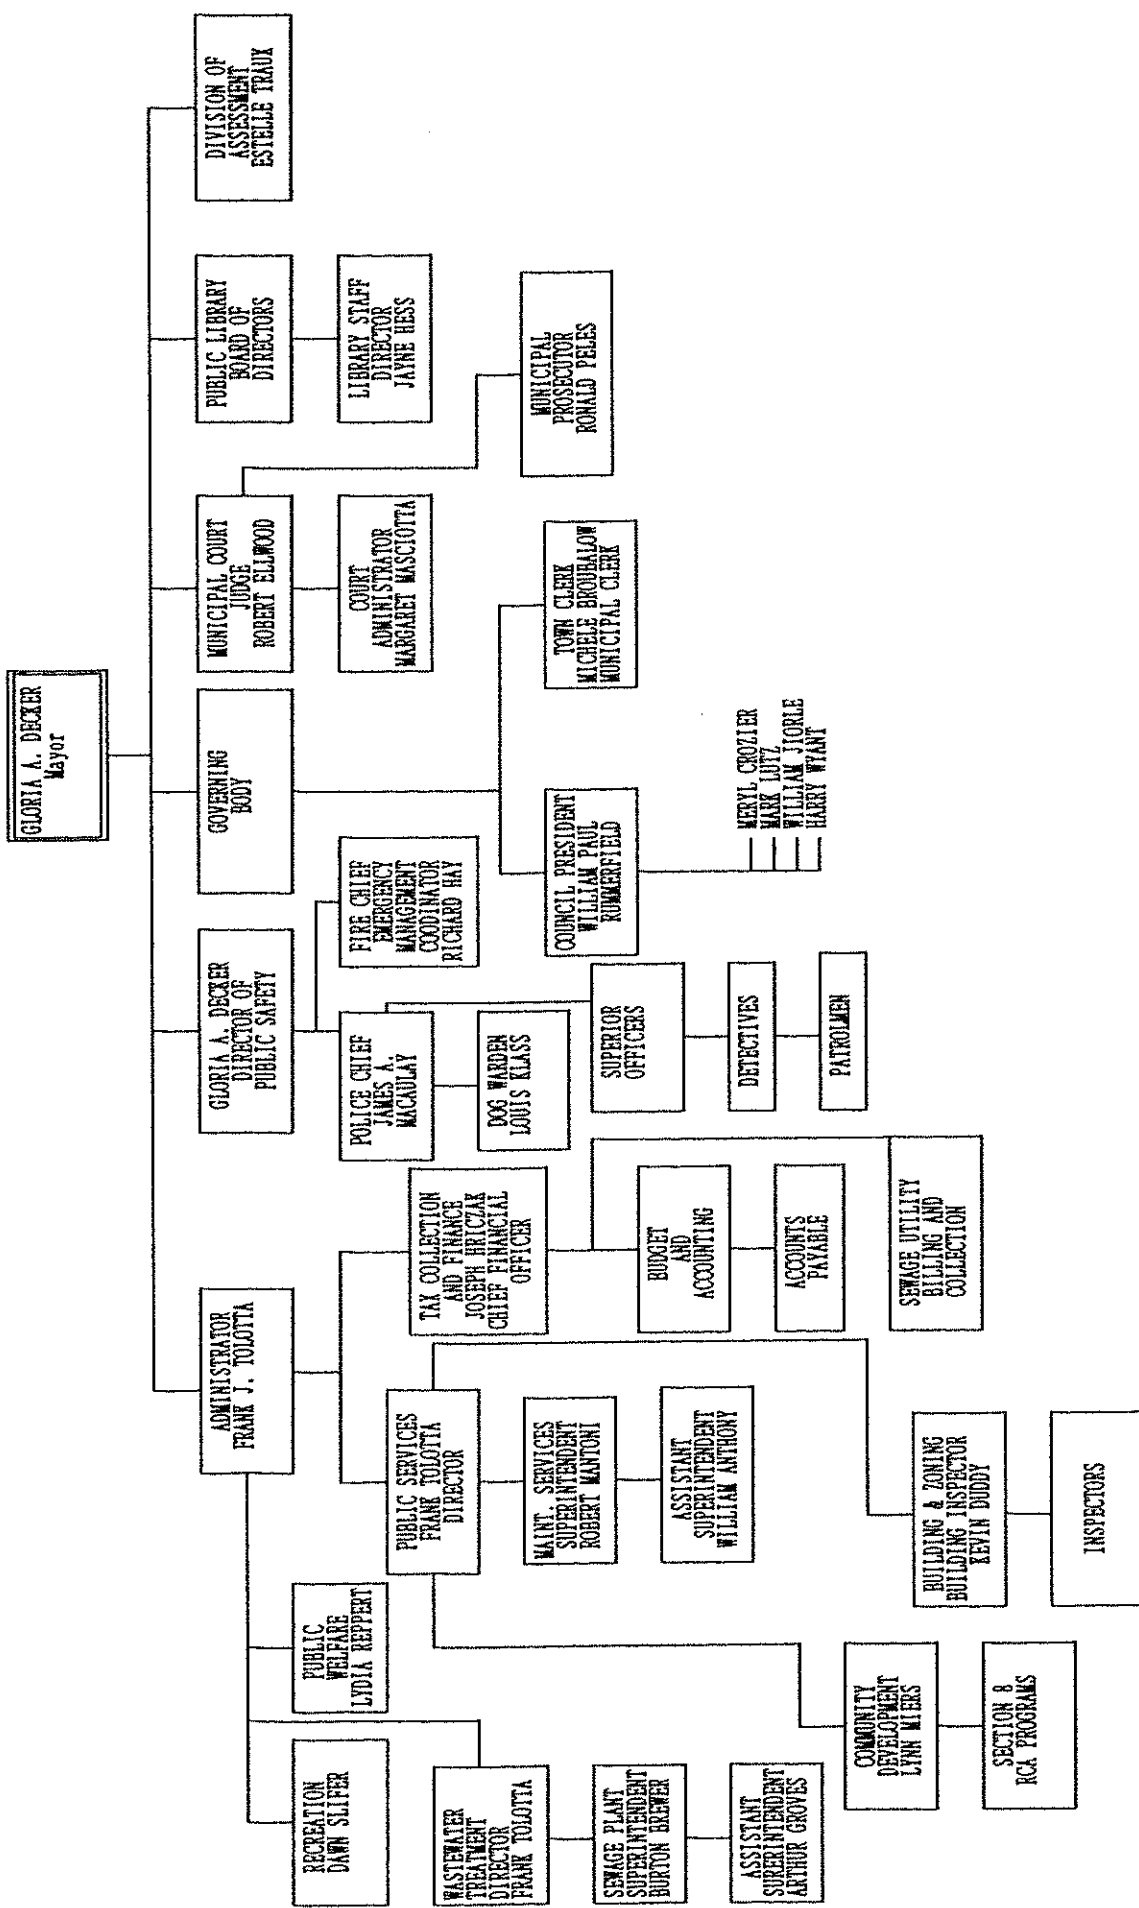 GLORIA A. DECKER
Mayor
ADMINISTRATOR
FRANK J. TOLOTTA
GLORIA A. DECKER
DIRECTOR OF
PUBLIC SAFETY
GOVERNING
BODY
MUNICIPAL COURT
JUDGE
ROBERT ELLWOOD
PUBLIC LIBRARY
BOARD OF
DIRECTORS
DIVISION OF
ASSESSMENT
ESTELLE TRAUX
RECREATION
DAWN SLIFER
PUBLIC
WELFARE
LYDIA REPPERT
WASTEWATER
TREATMENT
DIRECTOR
FRANK TOLOTTA
SEWAGE PLANT
SUPERINTENDENT
BURTON BREWER
ASSISTANT
SURERINTENDENT
ARTHUR GROVES
PUBLIC SERVICES
FRANK TOLOTTA
DIRECTOR
MAINT. SERVICES
SUPERINTENDENT
ROBERT MANTONI
ASSISTANT
SUPERINTENDENT
WILLIAM ANTHONY
COMMUNITY
DEVELOPMENT
LYNN MIERS
SECTION 8
RCA PROGRAMS
BUILDING & ZONING
BUILDING INSPECTOR
KEVIN DUDDY
INSPECTORS
TAX COLLECTION
AND FINANCE
JOSEPH HRICZAK
CHIEF FINANCIAL
OFFICER
BUDGET
AND
ACCOUNTING
ACCOUNTS
PAYABLE
SEWAGE UTILITY
BILLING AND
COLLECTION
POLICE CHIEF
JAMES A.
MACAULAY
DOG WARDEN
LOUIS KLASS
SUPERIOR
OFFICERS
DETECTIVES
PATROLMEN
FIRE CHIEF
EMERGENCY
MANAGEMENT
COODINATOR
RICHARD HAY
COUNCIL PRESIDENT
WILLIAM PAUL
RUMMERFIELD
MERYL CROZIER
MARK LUTZ
WILLIAM JIORLE
HARRY WYANT
TOWN CLERK
MICHELE BROUBALOW
MUNICIPAL CLERK
COURT
ADMINISTRATOR
MARGARET MASCIOTTA
MUNICIPAL
PROSECUTOR
RONALD PELES
LIBRARY STAFF
DIRECTOR
JAYNE HESS